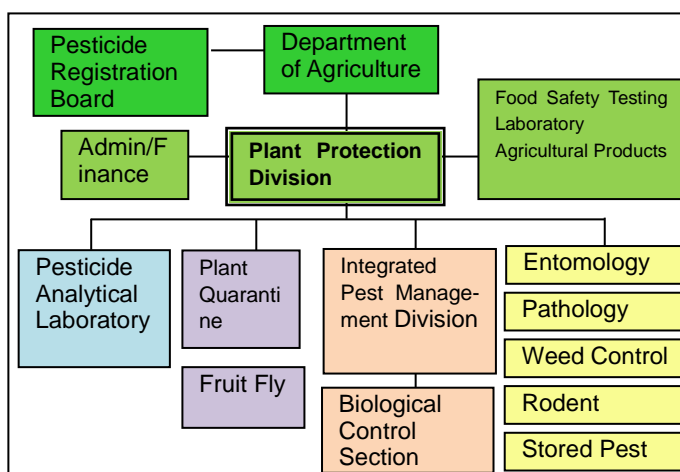 Pesticide
Registration
Board
Department
of Agriculture
Food Safety Testing
Laboratory
Agricultural Products
Admin/F
inance
Plant Protection
Division
Pesticide
Analytical
Laboratory
Plant
Quaranti
ne
Integrated
Pest Manage-
ment Division
Entomology
Pathology
Weed Control
Fruit Fly
Biological
Control
Section
Rodent
Stored Pest